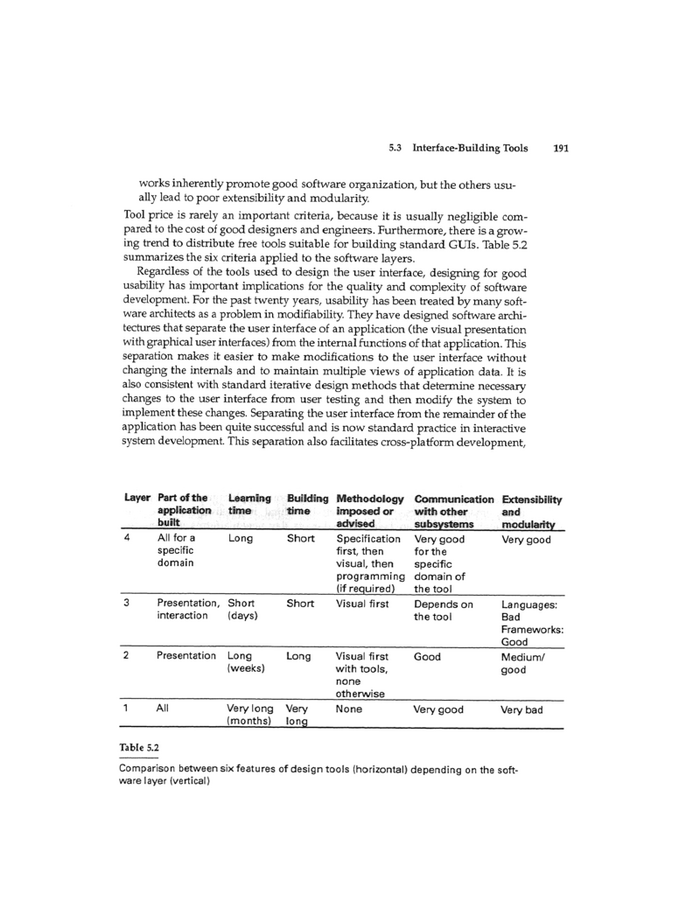 5.3 Interface-Building Tools 191
works inherently promote good software organization, but the others usu-
ally lead to poor extensibility and modularity.
Tool price is rarely an important criteria, because it is usually negligible com-
pared to the cost of good designers and engineers. Furthermore, there is a grow-
ing trend to distribute free tools suitable for building standard GUIs. Table 5.2
summarizes the six criteria applied to the software layers.
Regardless of the tools used to design the user interface, designing for good
usability has important implications for the quality and complexity of software
development. For the past twenty years, usability has been treated by many soft-
ware architects as a problem in modifiability. They have designed software archi-
tectures that separate the user interface of an application (the visual presentation
with graphical user interfaces) from the internal functions of that application. This
separation makes it easier to make modifications to the user interface without
changing the internals and to maintain multiple views of application data. It is
also consistent with standard iterative design methods that determine necessary
changes to the user interface from user testing and then modify the system to
implement these changes. Separating the user interface from the remainder of the
application has been quite successful and is now standard practice in interactive
system development. This separation also facilitates cross-platform development,
Layer Part of the Learning Building Methodology Communication Extensibility
application time time imposed or with other and
built advised subsystems modularity
4 All for a Long Short Specification Very good Very good
specific first, then for the
domain visual, then specific
programming domain of
(if required) the tool
3 Presentation, Short Short Visual first Depends on Languages:
interaction (days) the tool Bad
Frameworks:
Good
2 Presentation Long Long Visual first Good Medium/
(weeks) with tools, good
none
otherwise
1 All Very long Very None Very good Very bad
(months) long
Table 5.2
Comparison between six features of design tools (horizontal) depending on the soft-
ware layer (vertical)